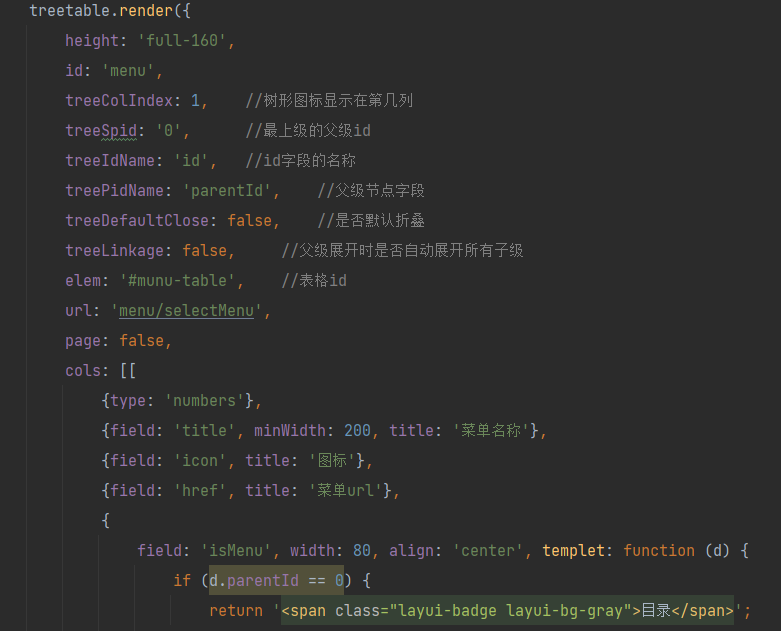 treetable.render({
height: 'full-160',
id: 'menu',
treeColIndex: 1,    //树形图标显示在第几列
treeSpid: '0',      //最上级的父级id
treeIdName: 'id',   //id字段的名称
treePidName: 'parentId',    //父级节点字段
treeDefaultClose: false,    //是否默认折叠
treeLinkage: false,     //父级展开时是否自动展开所有子级
elem: '#munu-table',    //表格id
url: 'menu/selectMenu',
page: false,
cols: [[
{type: 'numbers'},
{field: 'title', minWidth: 200, title: '菜单名称'},
{field: 'icon', title: '图标'},
{field: 'href', title: '菜单url'},
{
field: 'isMenu', width: 80, align: 'center', templet: function (d) {
if (d.parentId == 0) {
return '<span class="layui-badge layui-bg-gray">目录</span>';